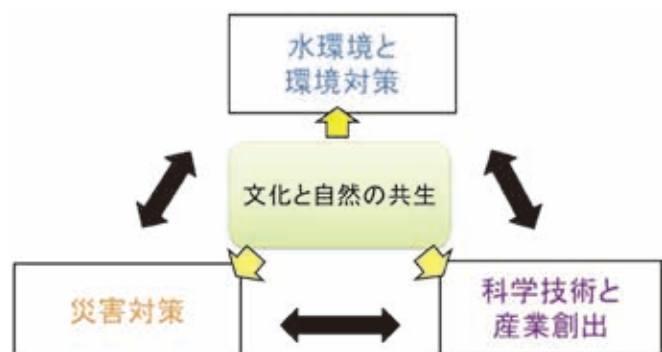 水環境と
環境対策
文化と自然の共生
災害対策
科学技術と
産業創出